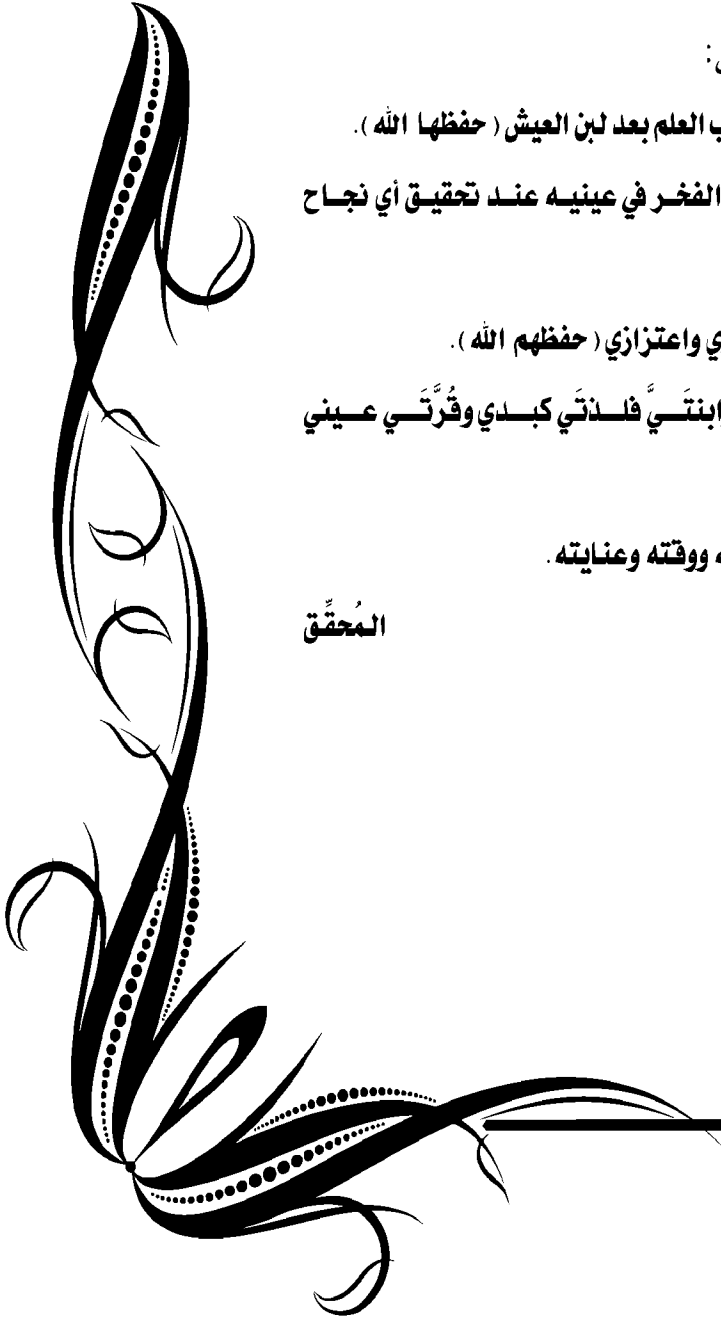 العلم بعد لبن العيش ( حفظها الله ).
الفخر في عينيه عند تحقيق أي نجاح
واعتزازي ( حفظهم الله ).
ابنتَيَّ فلذتَي كبدي وقُرَّتَي عيني
ووقته وعنايته .
المُحقِّق